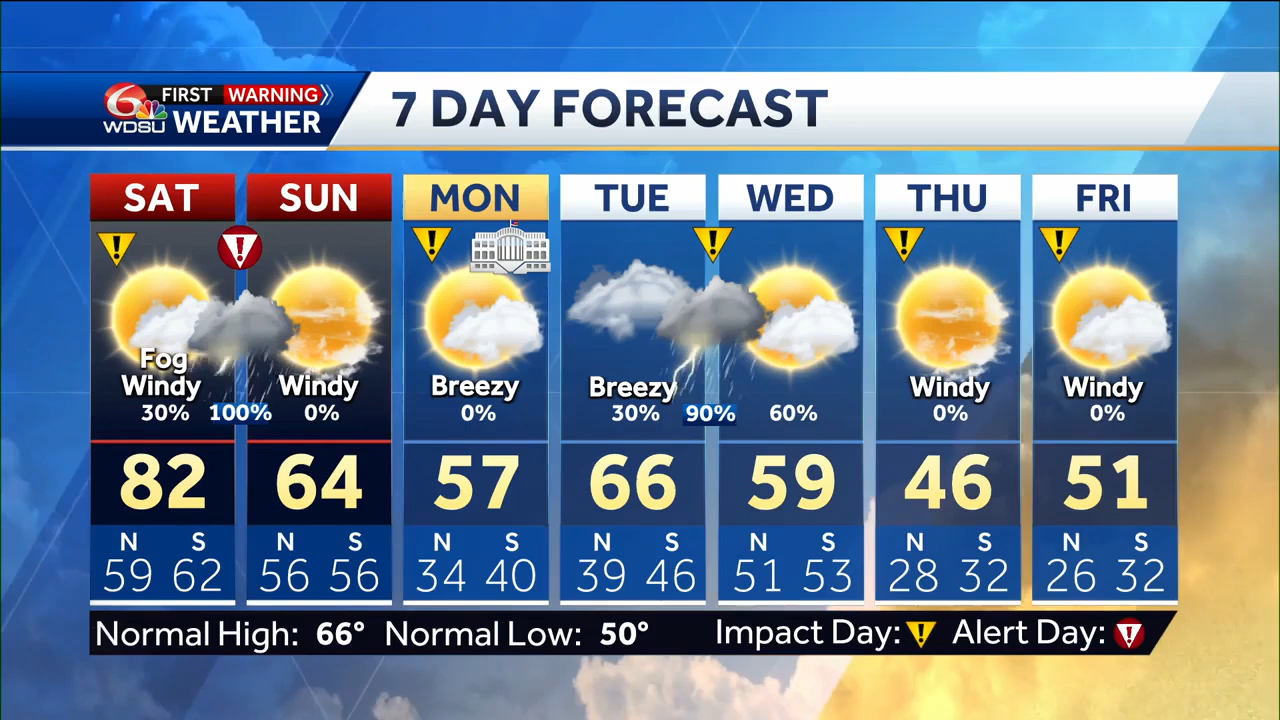 6 FIRST WARNING
WDSU WEATHER
7 DAY FORECAST
SAT SUN MON TUE WED THU FRI
Fog
Windy Windy Breezy Breezy Windy Windy
30% 100% 0% 0% 30% 90% 60% 0% 0%
82 64 57 66 59 46 51
N S N S N S N S N S N S N S
59 62 56 56 34 40 39 46 51 53 28 32 26 32
Normal High: 66° Normal Low: 50° Impact Day: ! Alert Day: !